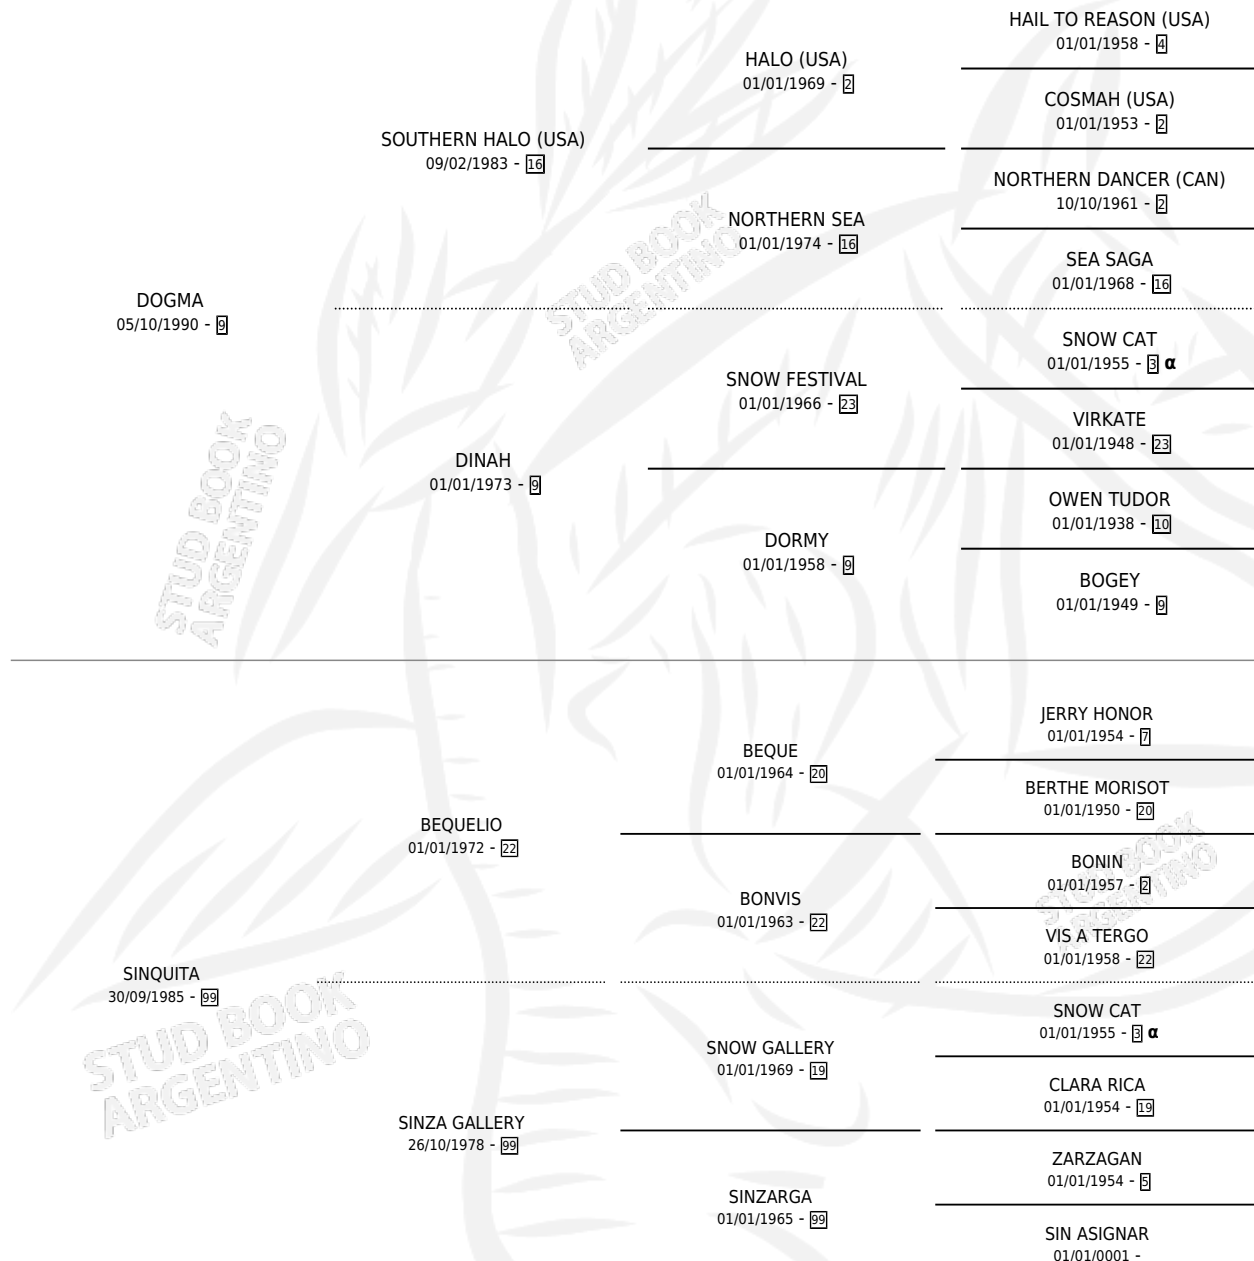 HAIL TO REASON (USA)
01/01/1958 - 4
HALO (USA)
01/01/1969 - 2
COSMAH (USA)
01/01/1953 - 2
SOUTHERN HALO (USA)
09/02/1983 - 16
NORTHERN DANCER (CAN)
10/10/1961 - 2
NORTHERN SEA
01/01/1974 - 16
SEA SAGA
01/01/1968 - 16
DOGMA
05/10/1990 - 9
SNOW CAT
01/01/1955 - 3 α
SNOW FESTIVAL
01/01/1966 - 23
VIRKATE
01/01/1948 - 23
DINAH
01/01/1973 - 9
OWEN TUDOR
01/01/1938 - 10
DORMY
01/01/1958 - 9
BOGEY
01/01/1949 - 9
JERRY HONOR
01/01/1954 - 7
BEQUE
01/01/1964 - 20
BERTHE MORISOT
01/01/1950 - 20
BEQUELIO
01/01/1972 - 22
BONIN
01/01/1957 - 2
BONVIS
01/01/1963 - 22
VIS A TERGO
01/01/1958 - 22
SINQUITA
30/09/1985 - 99
SNOW CAT
01/01/1955 - 3 α
SNOW GALLERY
01/01/1969 - 19
CLARA RICA
01/01/1954 - 19
SINZA GALLERY
26/10/1978 - 99
ZARZAGAN
01/01/1954 - 5
SINZARGA
01/01/1965 - 99
SIN ASIGNAR
01/01/0001 -
STUD BOOK
ARGENTINO
STUD BOOK
ARGENTINO
STUD BOOK
ARGENTINO
STUD BOOK
ARGENTINO